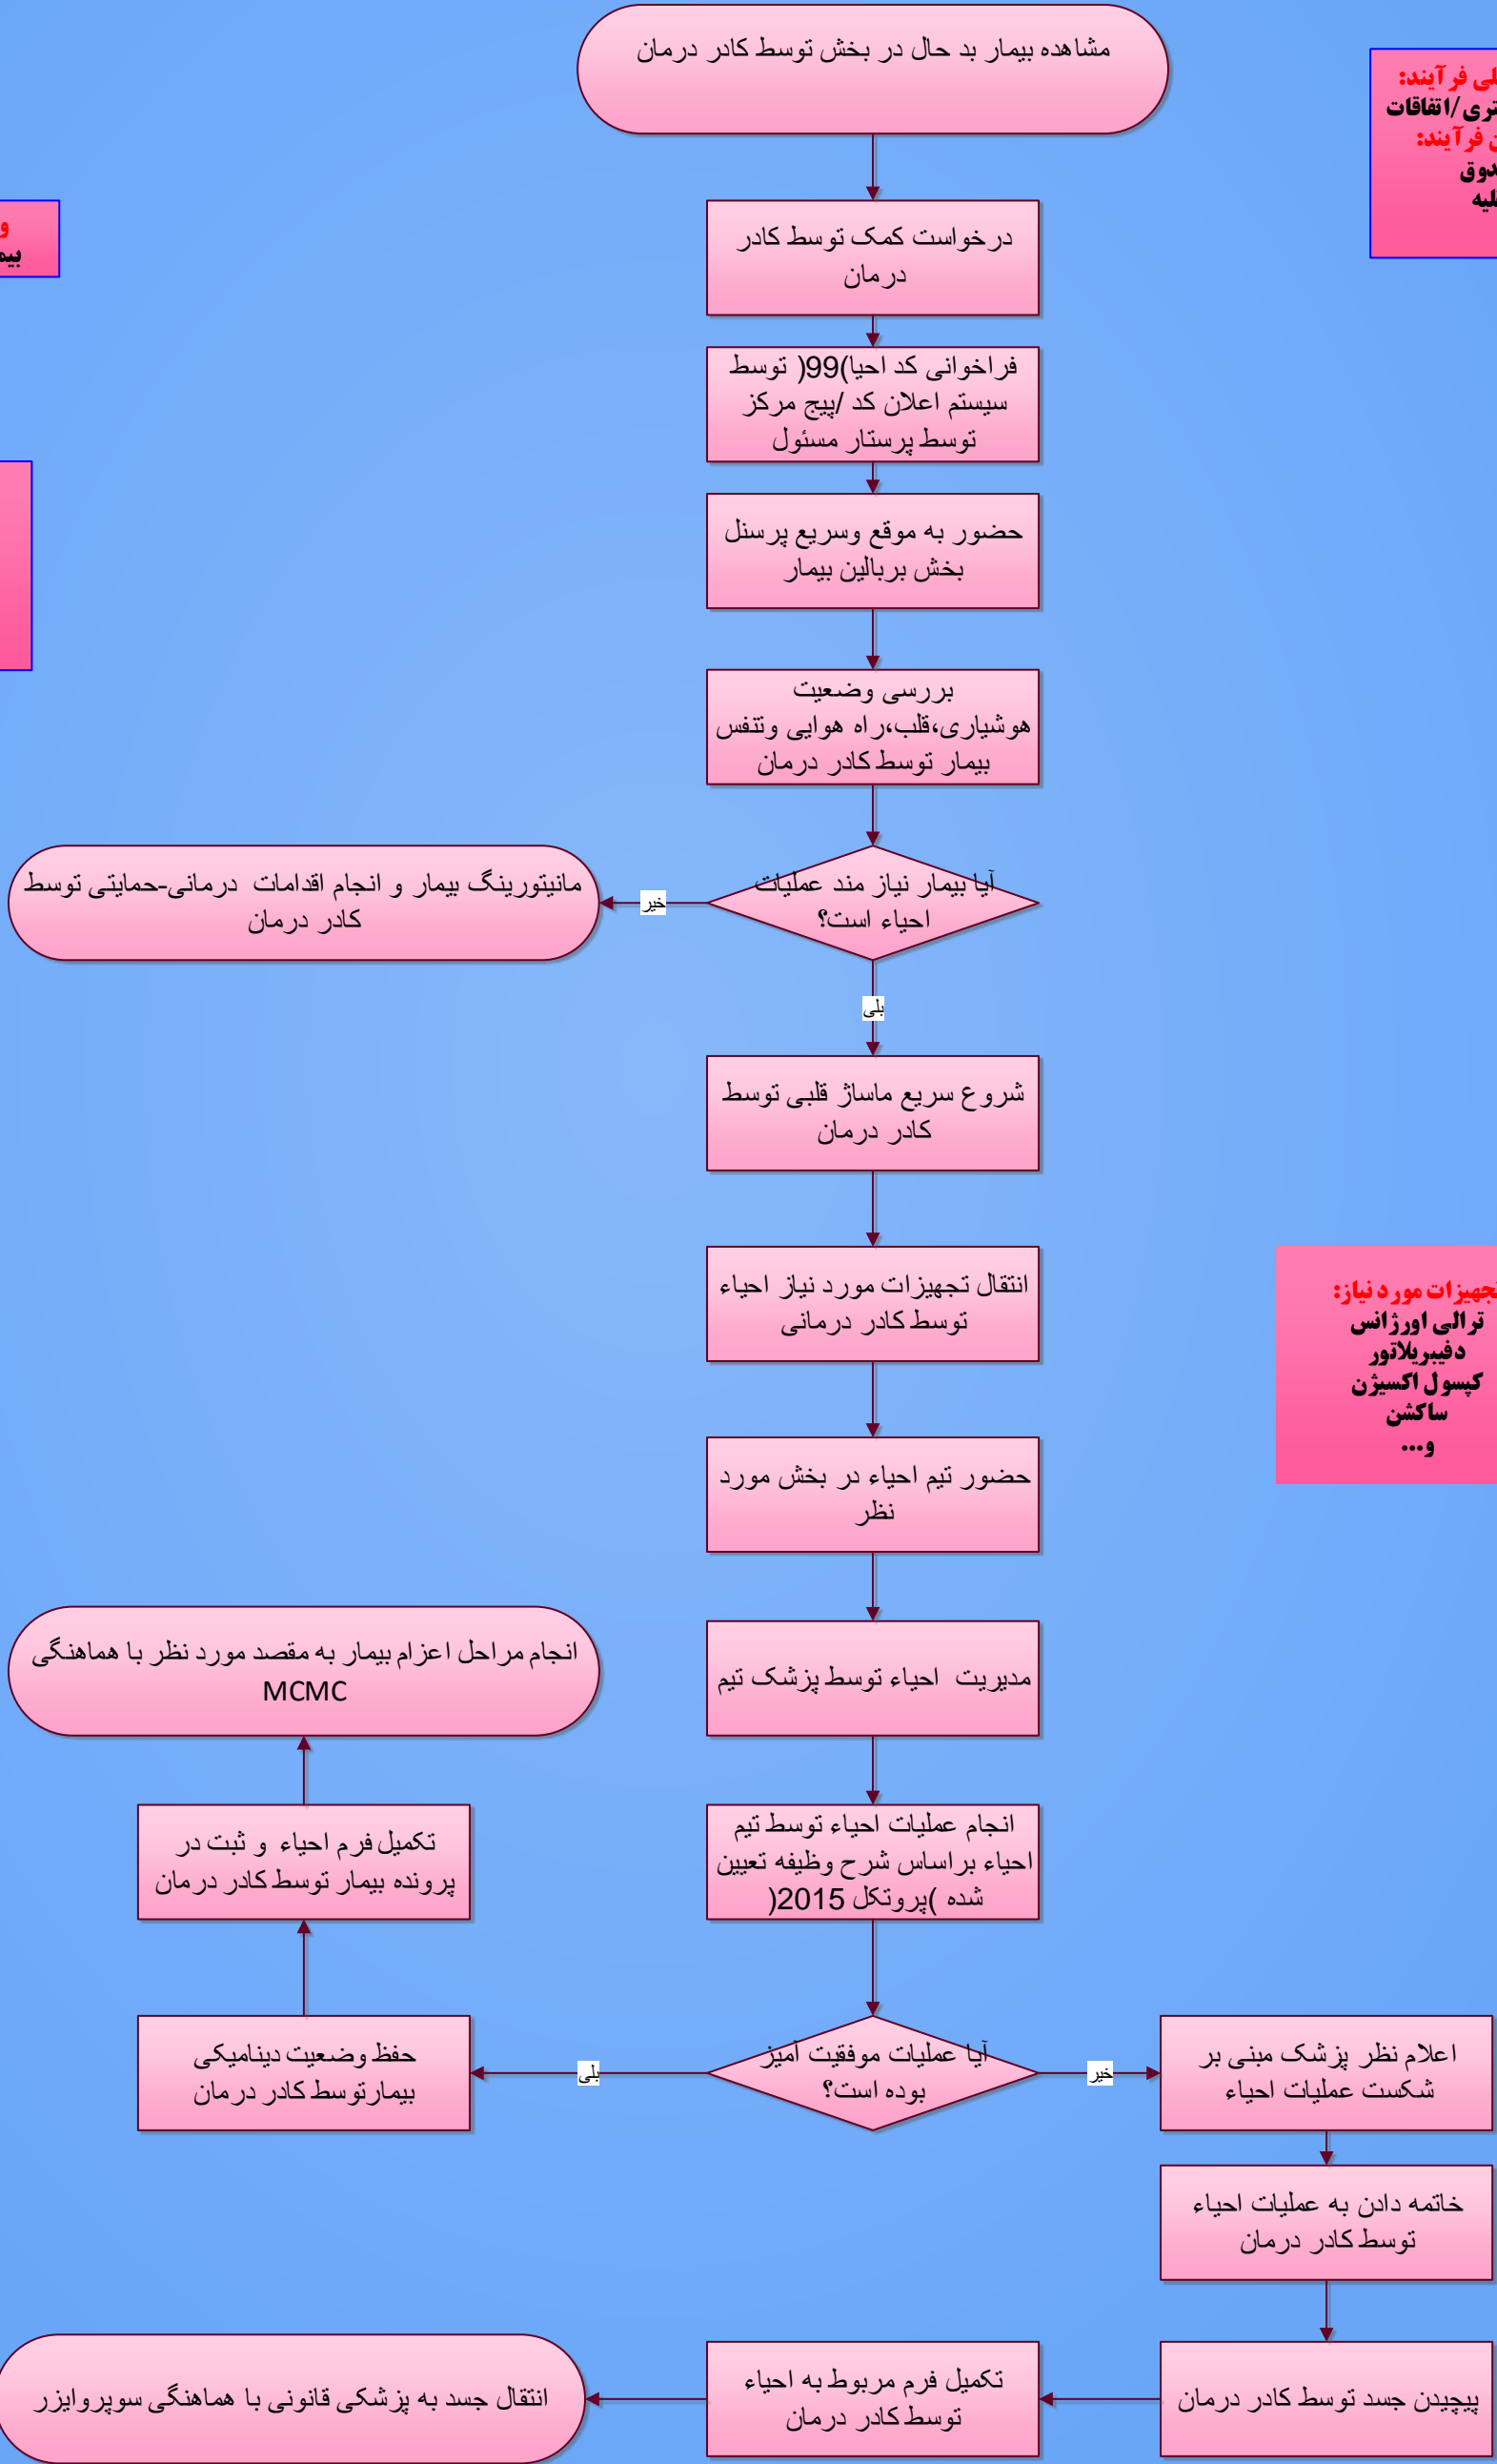 مشاهده بیمار بد حال در بخش توسط کادر درمان
فرآیند:
/اتفاقات
فرآیند:
درخواست کمک توسط کادر
درمان
و
فراخوانی کد احیا)99( توسط
سیستم اعلان کد /پیج مرکز
توسط پرستار مسئول
حضور به موقع وسریع پرسنل
بخش بربالین بیمار
بررسی وضعیت
هوشیاری،قلب،راه هوایی وتنفس
بیمار توسط کادر درمان
آیا بیمار نیاز مند عملیات
احیاء است؟
خیر
مانیتورینگ بیمار و انجام اقدامات درمانی-حمایتی توسط
کادر درمان
بلی
شروع سریع ماساژ قلبی توسط
کادر درمان
انتقال تجهیزات مورد نیاز احیاء
توسط کادر درمانی
تجهیزات مورد نیاز:
ترالی اورژانس
دفیبریلاتور
کپسول اکسیژن
ساکشن
و...
حضور تیم احیاء در بخش مورد
نظر
مدیریت احیاء توسط پزشک تیم
انجام مراحل اعزام بیمار به مقصد مورد نظر با هماهنگی
MCMC
انجام عملیات احیاء توسط تیم
احیاء براساس شرح وظیفه تعیین
شده )پروتکل 2015(
تکمیل فرم احیاء و ثبت در
پرونده بیمار توسط کادر درمان
آیا عملیات موفقیت آمیز
بوده است؟
بلی
خیر
حفظ وضعیت دینامیکی
بیمارتوسط کادر درمان
اعلام نظر پزشک مبنی بر
شکست عملیات احیاء
خاتمه دادن به عملیات احیاء
توسط کادر درمان
پیچیدن جسد توسط کادر درمان
تکمیل فرم مربوط به احیاء
توسط کادر درمان
انتقال جسد به پزشکی قانونی با هماهنگی سوپروایزر